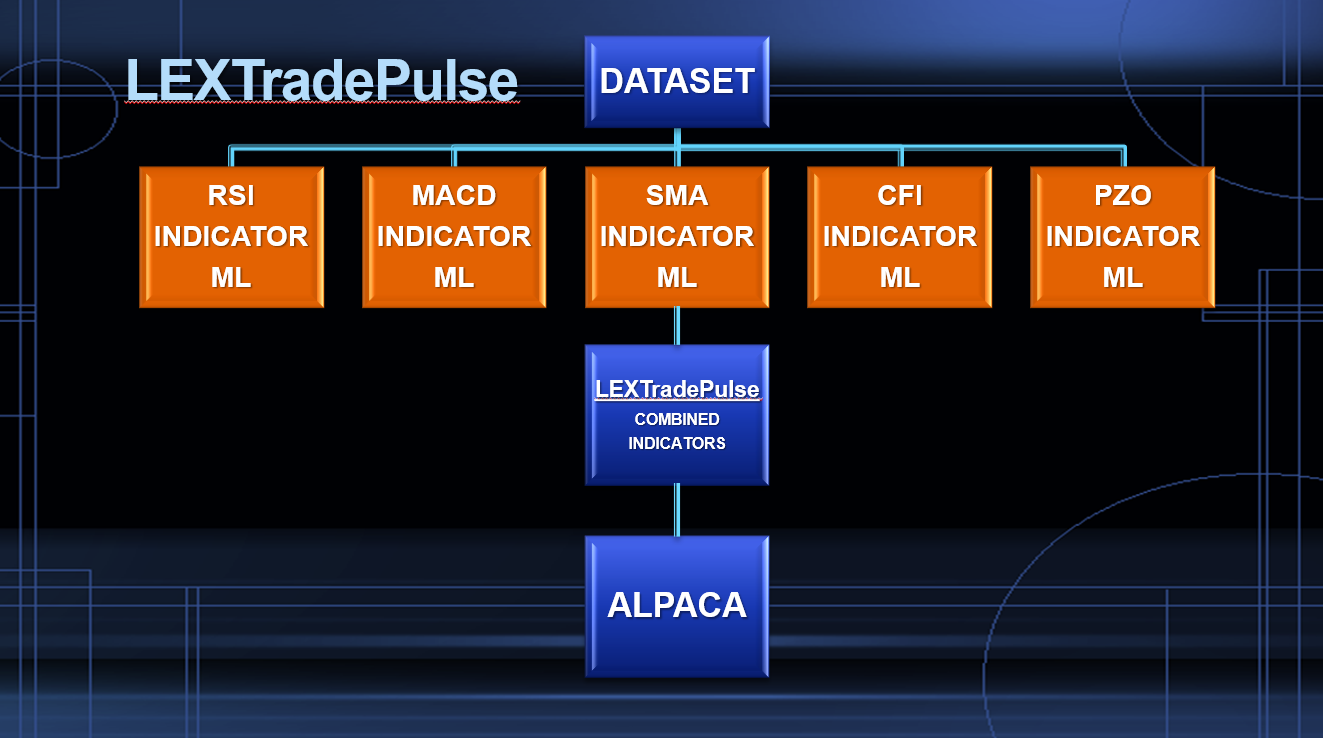 LEXTradePulse
DATASET
RSI
INDICATOR
ML
MACD
INDICATOR
ML
SMA
INDICATOR
ML
CFI
INDICATOR
ML
PZO
INDICATOR
ML
LEXTradePulse
COMBINED
INDICATORS
ALPACA